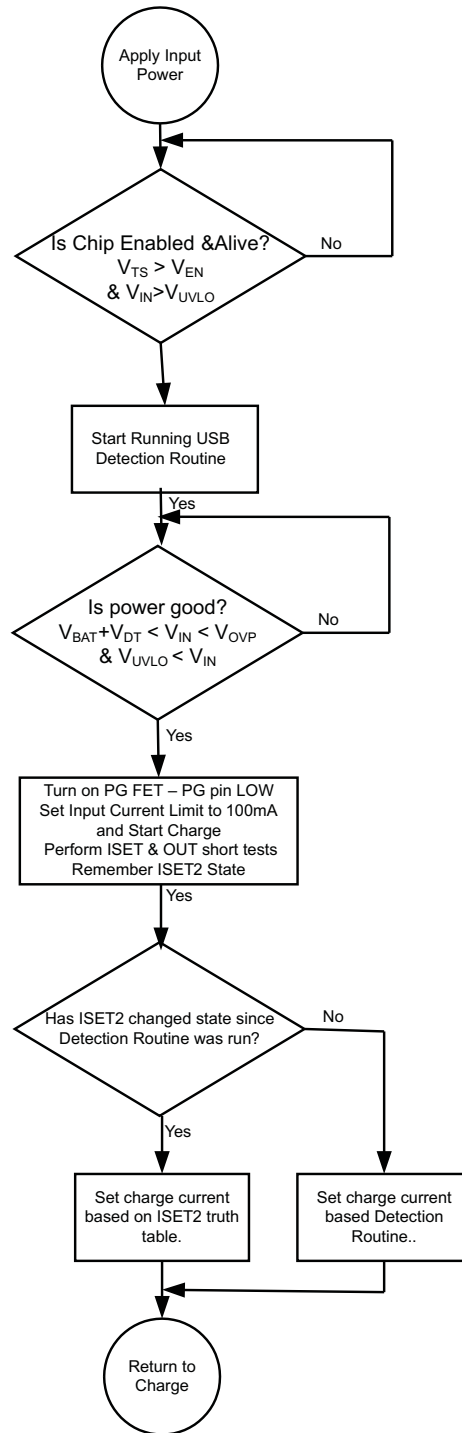 Apply Input
Power
Is Chip Enabled &Alive?
V_TS > V_EN
& V_IN>V_UVLO
No
Start Running USB
Detection Routine
Yes
Is power good?
V_BAT+V_DT < V_IN < V_OVP
& V_UVLO < V_IN
No
Yes
Turn on PG FET – PG pin LOW
Set Input Current Limit to 100mA
and Start Charge
Perform ISET & OUT short tests
Remember ISET2 State
Yes
Has ISET2 changed state since
Detection Routine was run?
No
Yes
Set charge current
based on ISET2 truth
table.
Set charge current
based Detection
Routine..
Return to
Charge